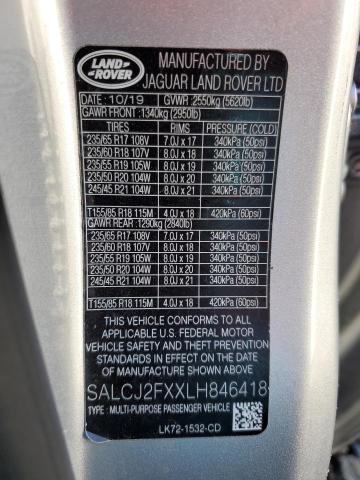 LAND ROVER
MANUFACTURED BY
JAGUAR LAND ROVER LTD
DATE: 10/19 GVWR: 2550kg (5620lb)
GAWR FRONT: 1340kg (2950lb)
TIRES RIMS PRESSURE (COLD)
235/65 R17 108V 7.0J x 17 340kPa (50psi)
235/60 R18 107V 8.0J x 18 340kPa (50psi)
235/55 R19 105W 8.0J x 19 340kPa (50psi)
235/50 R20 104W 8.0J x 20 340kPa (50psi)
245/45 R21 104W 8.0J x 21 340kPa (50psi)
T155/85 R18 115M 4.0J x 18 420kPa (60psi)
GAWR REAR: 1290kg (2840lb)
235/65 R17 108V 7.0J x 17 340kPa (50psi)
235/60 R18 107V 8.0J x 18 340kPa (50psi)
235/55 R19 105W 8.0J x 19 340kPa (50psi)
235/50 R20 104W 8.0J x 20 340kPa (50psi)
245/45 R21 104W 8.0J x 21 340kPa (50psi)
T155/85 R18 115M 4.0J x 18 420kPa (60psi)
THIS VEHICLE CONFORMS TO ALL
APPLICABLE U.S. FEDERAL MOTOR
VEHICLE SAFETY AND THEFT
PREVENTION STANDARDS IN EFFECT
ON THE DATE OF MANUFACTURE
SHOWN ABOVE.
SALCJ2FXXLH846418
TYPE: MULTI-PURPOSE PASSENGER VEHICLE
LK72-1532-CD